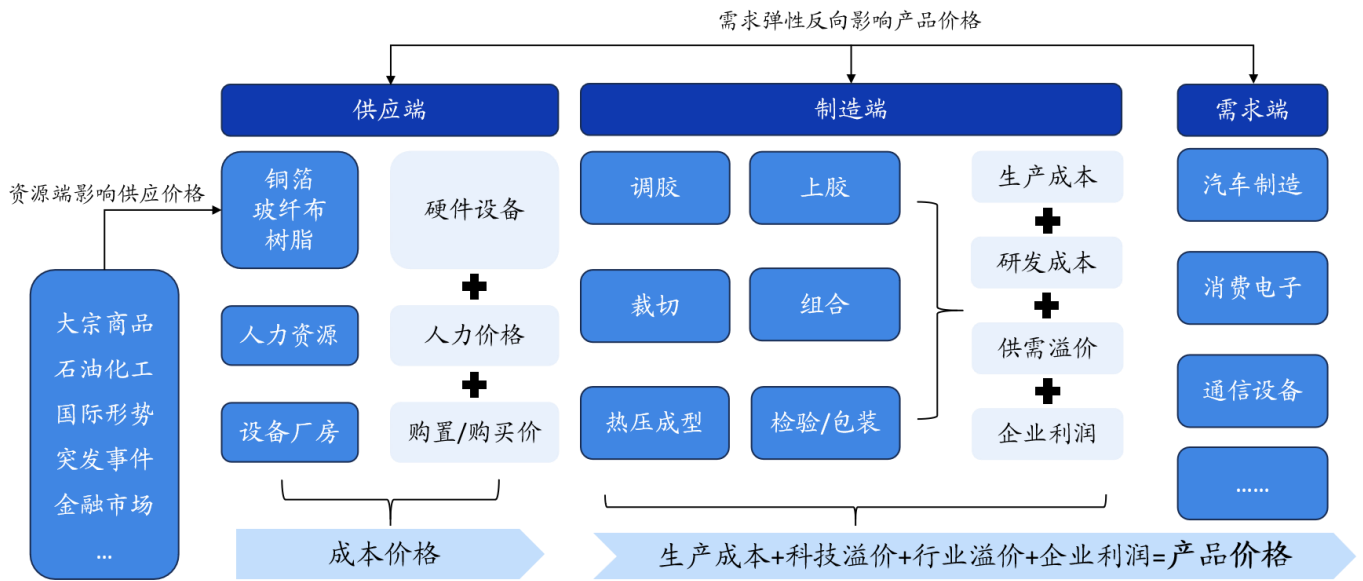 需求弹性反向影响产品价格
供应端
制造端
需求端
资源端影响供应价格
大宗商品
石油化工
国际形势
突发事件
金融市场
...
铜箔
玻纤布
树脂
硬件设备
人力资源
人力价格
设备厂房
购置/购买价
成本价格
调胶
上胶
裁切
组合
热压成型
检验/包装
生产成本
研发成本
供需溢价
企业利润
生产成本+科技溢价+行业溢价+企业利润=产品价格
汽车制造
消费电子
通信设备
......